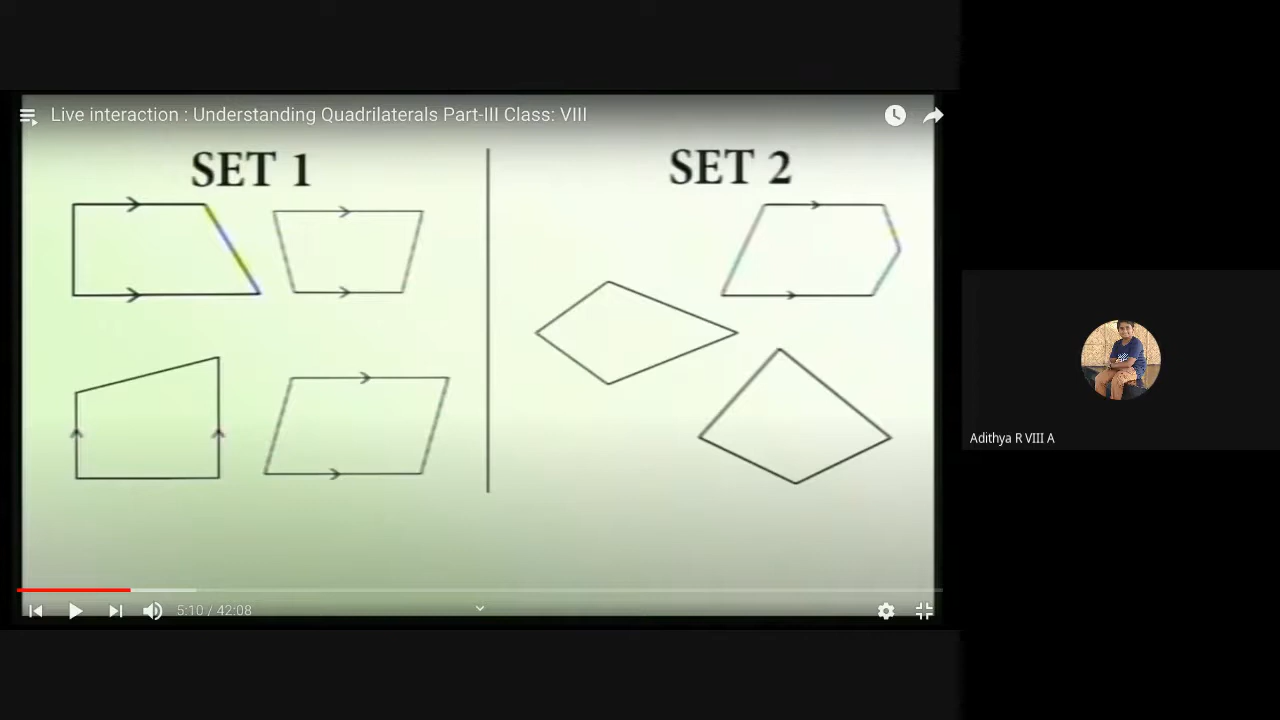 Live interaction : Understanding Quadrilaterals Part-III Class: VIII
SET 1
SET 2
Adithya R VIII A
5:10 / 42:08